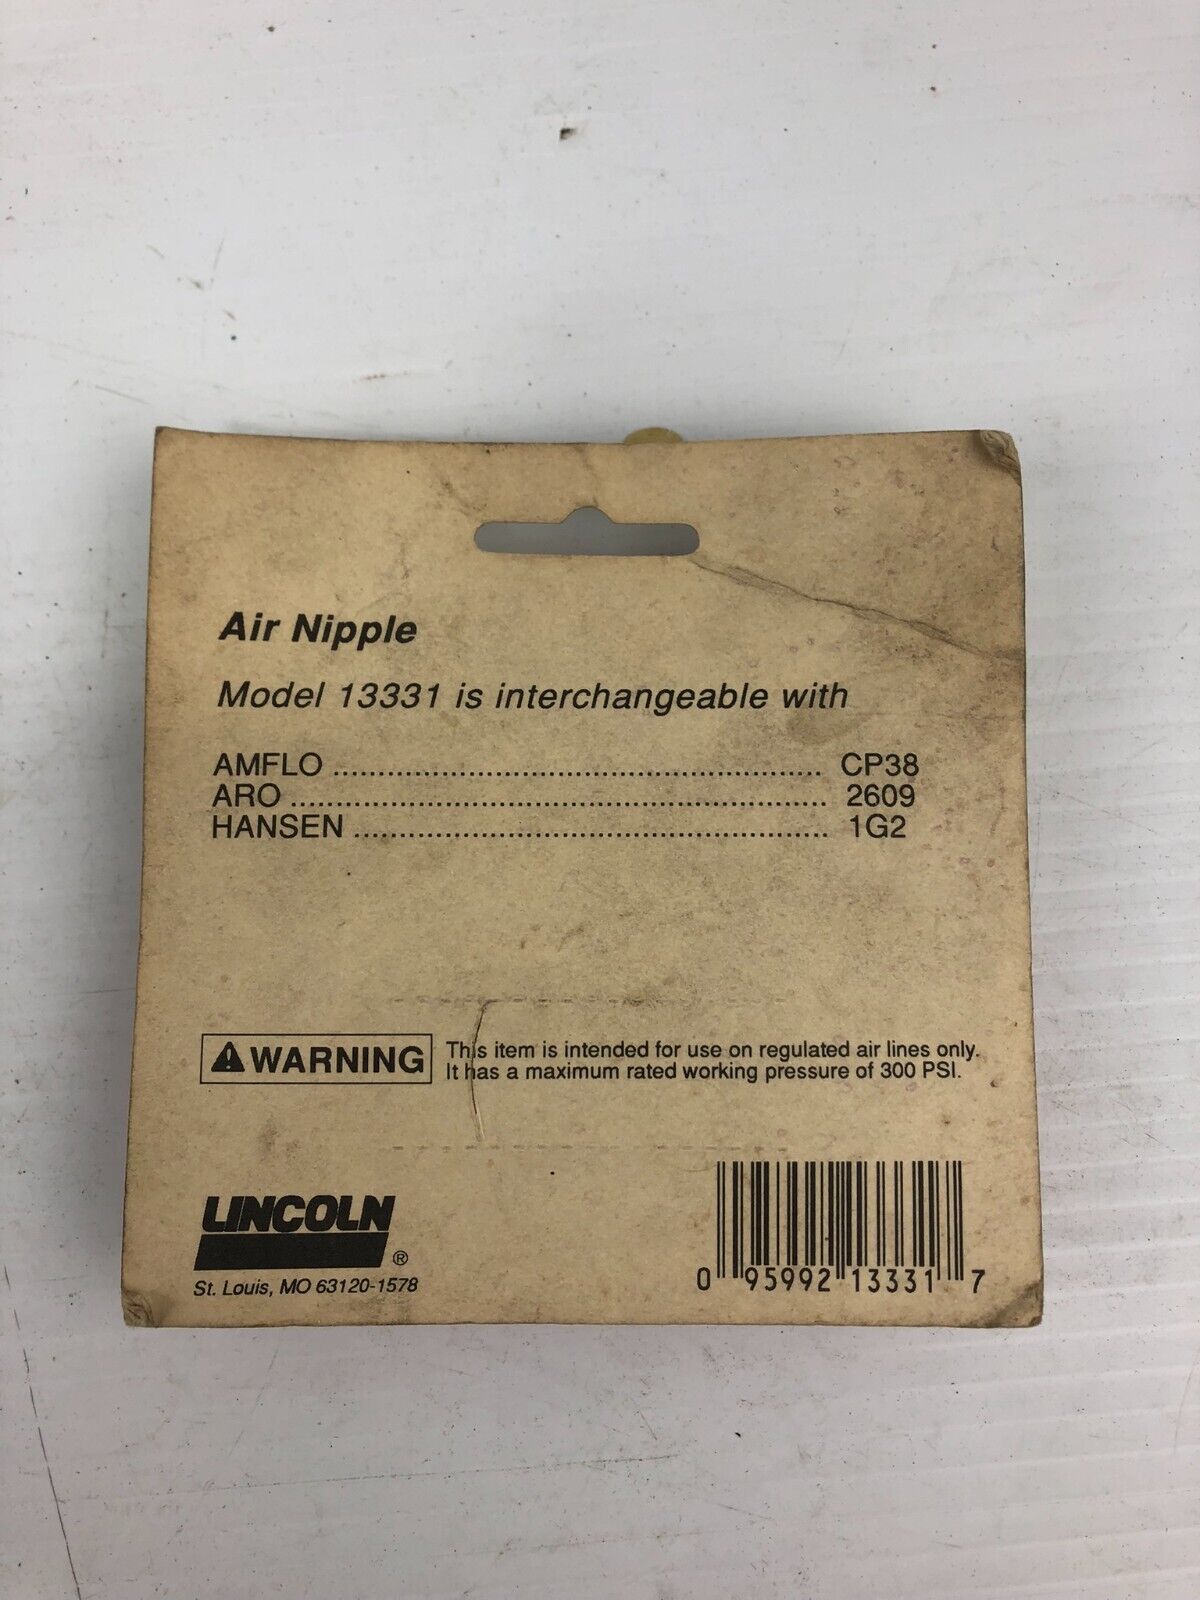 Air Nipple
Model 13331 is interchangeable with
AMFLO ..................................................... CP38
ARO .......................................................... 2609
HANSEN ................................................... 1G2
WARNING This item is intended for use on regulated air lines only.
It has a maximum rated working pressure of 300 PSI.
LINCOLN
®
St. Louis, MO 63120-1578
0 95992 13331 7